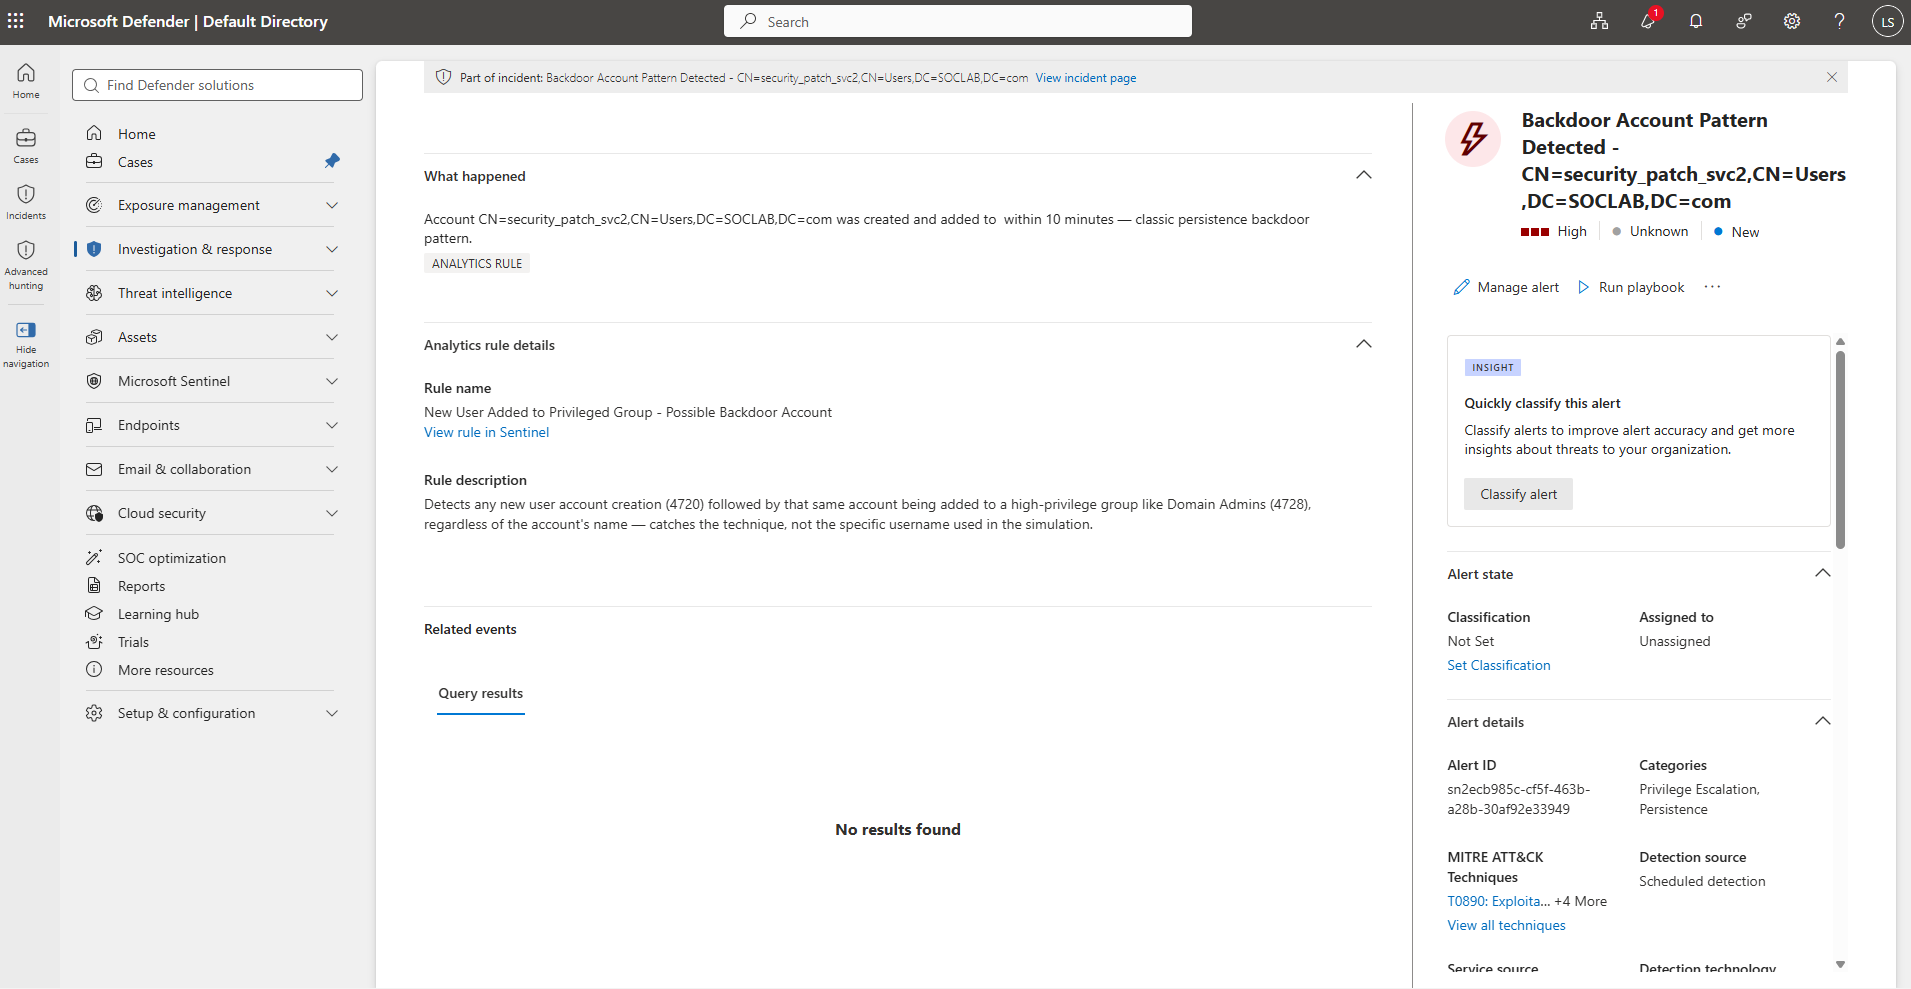 Microsoft Defender | Default Directory
Search
1
LS
Home
Cases
Incidents
Advanced
hunting
Hide
navigation
Find Defender solutions
Home
Cases
Exposure management
Investigation & response
Threat intelligence
Assets
Microsoft Sentinel
Endpoints
Email & collaboration
Cloud security
SOC optimization
Reports
Learning hub
Trials
More resources
Setup & configuration
Part of incident: Backdoor Account Pattern Detected - CN=security_patch_svc2,CN=Users,DC=SOCLAB,DC=com View incident page
What happened
Account CN=security_patch_svc2,CN=Users,DC=SOCLAB,DC=com was created and added to  within 10 minutes — classic persistence backdoor
pattern.
ANALYTICS RULE
Analytics rule details
Rule name
New User Added to Privileged Group - Possible Backdoor Account
View rule in Sentinel
Rule description
Detects any new user account creation (4720) followed by that same account being added to a high-privilege group like Domain Admins (4728),
regardless of the account's name — catches the technique, not the specific username used in the simulation.
Related events
Query results
No results found
Backdoor Account Pattern
Detected -
CN=security_patch_svc2,CN=Users
,DC=SOCLAB,DC=com
High Unknown New
Manage alert Run playbook ...
INSIGHT
Quickly classify this alert
Classify alerts to improve alert accuracy and get more
insights about threats to your organization.
Classify alert
Alert state
Classification
Not Set
Set Classification
Assigned to
Unassigned
Alert details
Alert ID
sn2ecb985c-cf5f-463b-
a28b-30af92e33949
Categories
Privilege Escalation,
Persistence
MITRE ATT&CK
Techniques
T0890: Exploita... +4 More
View all techniques
Detection source
Scheduled detection
Service source
Detection technology